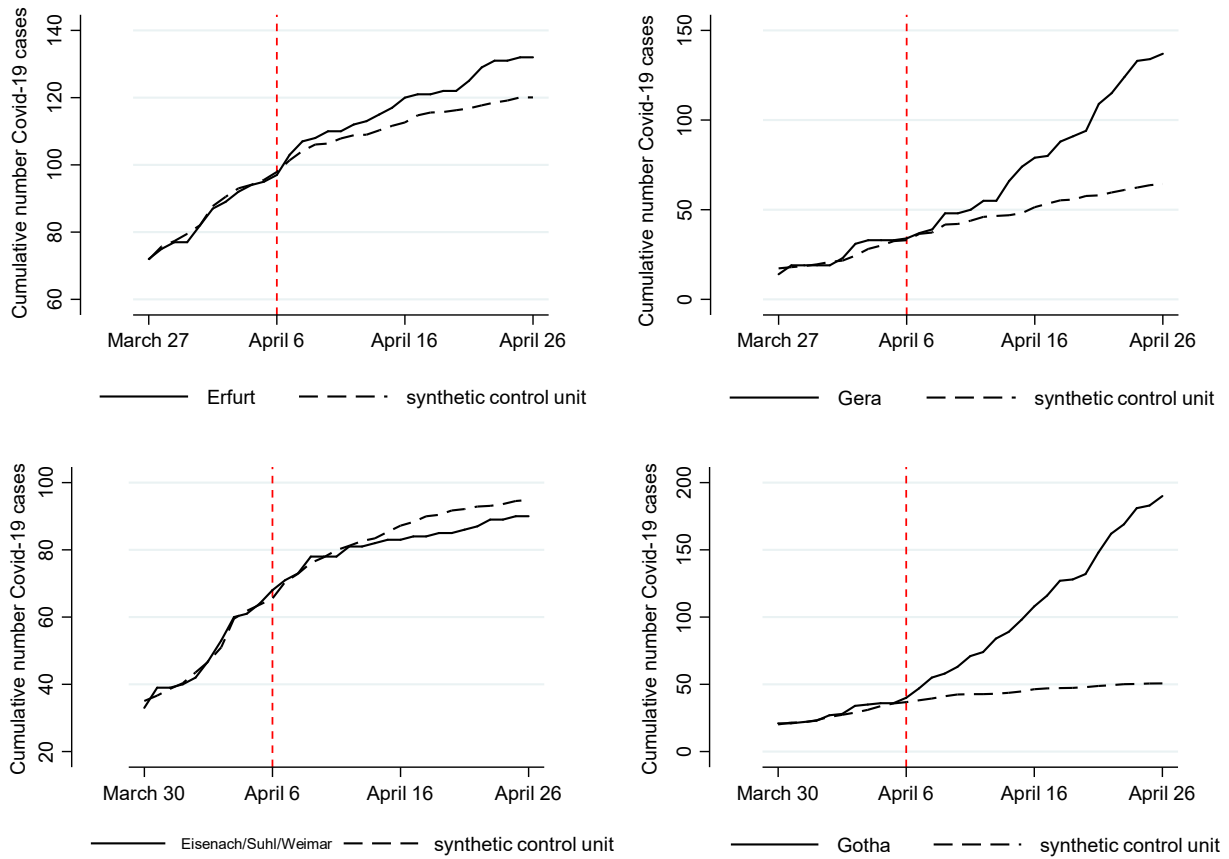 Cumulative number Covid-19 cases
140
120
100
80
60
March 27 April 6 April 16 April 26
Erfurt synthetic control unit
Cumulative number Covid-19 cases
150
100
50
0
March 27 April 6 April 16 April 26
Gera synthetic control unit
Cumulative number Covid-19 cases
100
80
60
40
20
March 30 April 6 April 16 April 26
Eisenach/Suhl/Weimar synthetic control unit
Cumulative number Covid-19 cases
200
150
100
50
0
March 30 April 6 April 16 April 26
Gotha synthetic control unit